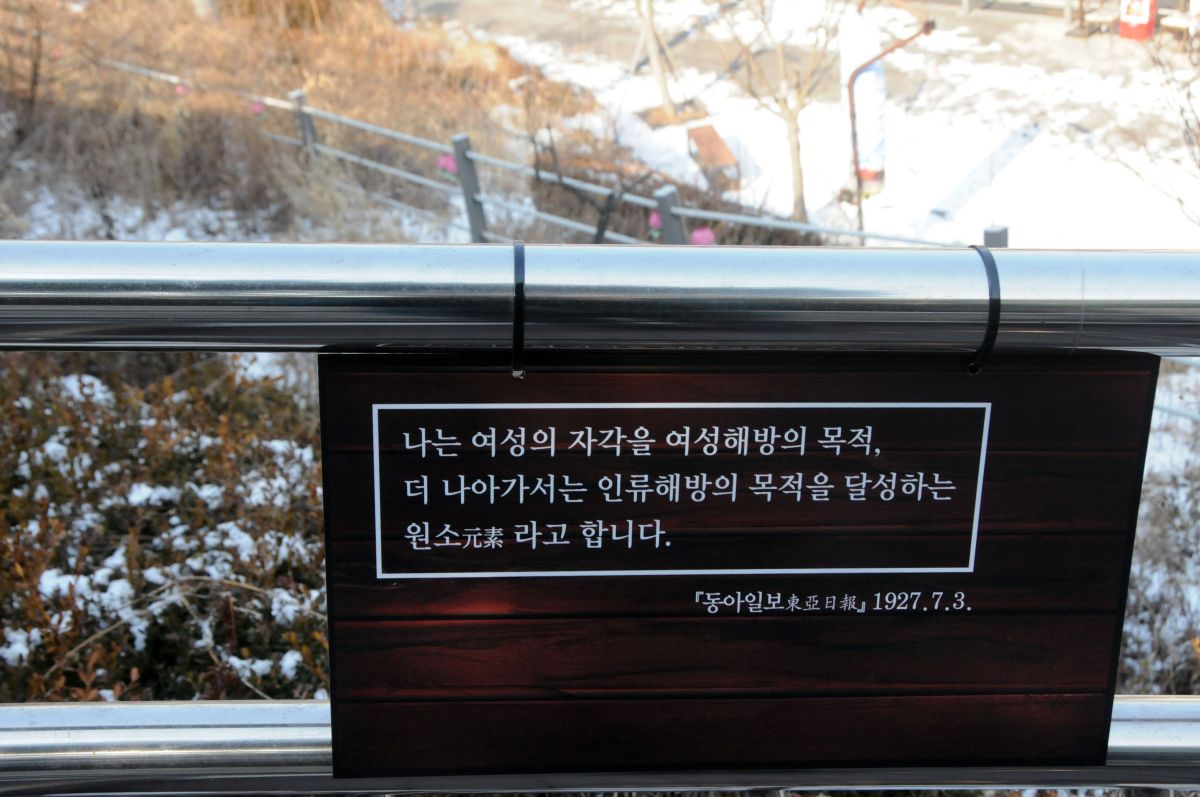 나는 여성의 자각을 여성해방의 목적,
더 나아가서는 인류해방의 목적을 달성하는
원소元素 라고 합니다.
『동아일보東亞日報』 1927.7.3.